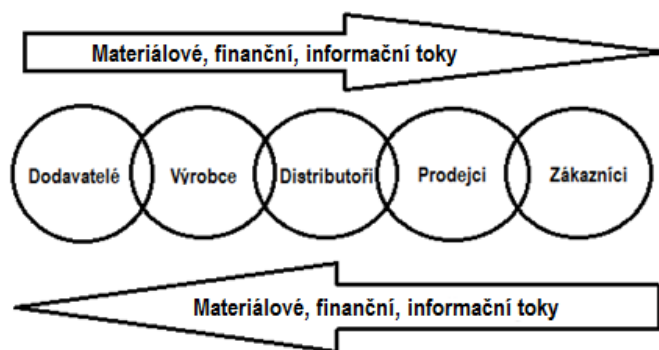 Materiálové, finanční, informační toky
Dodavatelé Výrobce Distributoři Prodejci Zákazníci
Materiálové, finanční, informační toky